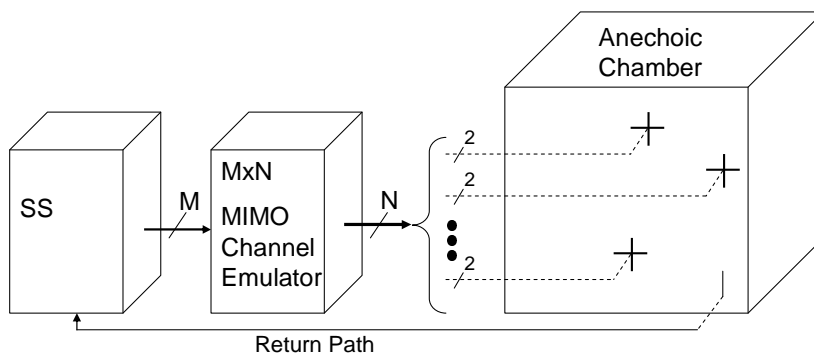 Anechoic
Chamber
SS
M
MxN
MIMO
Channel
Emulator
N
2
2
2
Return Path